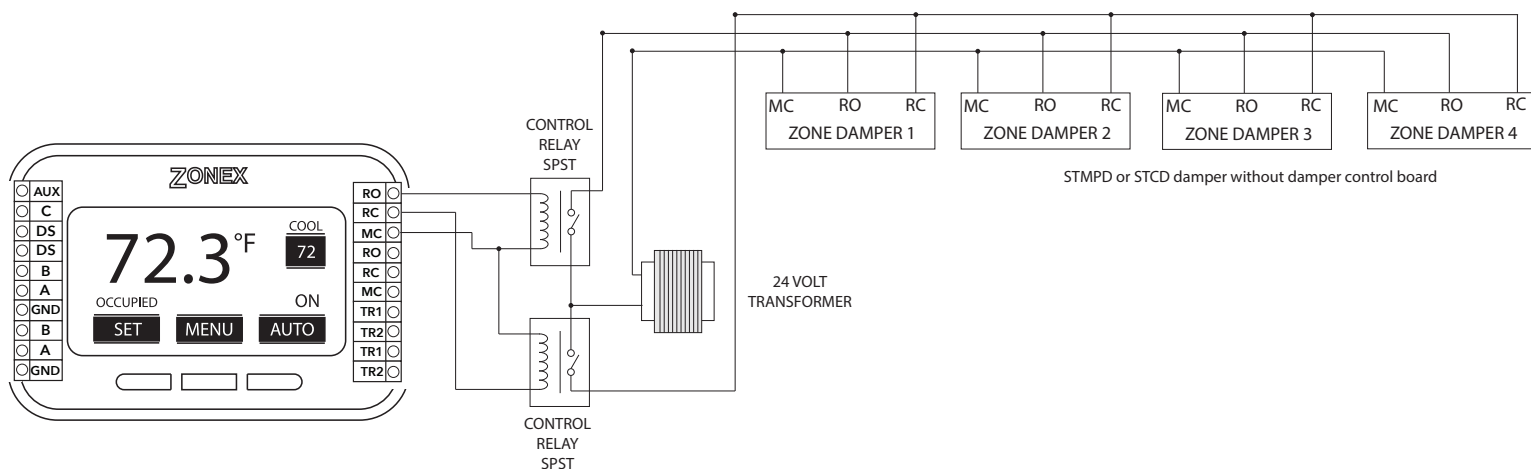 MC RO RC
ZONE DAMPER 1
MC RO RC
ZONE DAMPER 2
MC RO RC
ZONE DAMPER 3
MC RO RC
ZONE DAMPER 4
STMPD or STCD damper without damper control board
CONTROL
RELAY
SPST
ZONEX
AUX
C
DS
DS
B
A
GND
B
A
GND
72.3°F
COOL
72
OCCUPIED
ON
SET
MENU
AUTO
RO
RC
MC
RO
RC
MC
TR1
TR2
TR1
TR2
24 VOLT
TRANSFORMER
CONTROL
RELAY
SPST